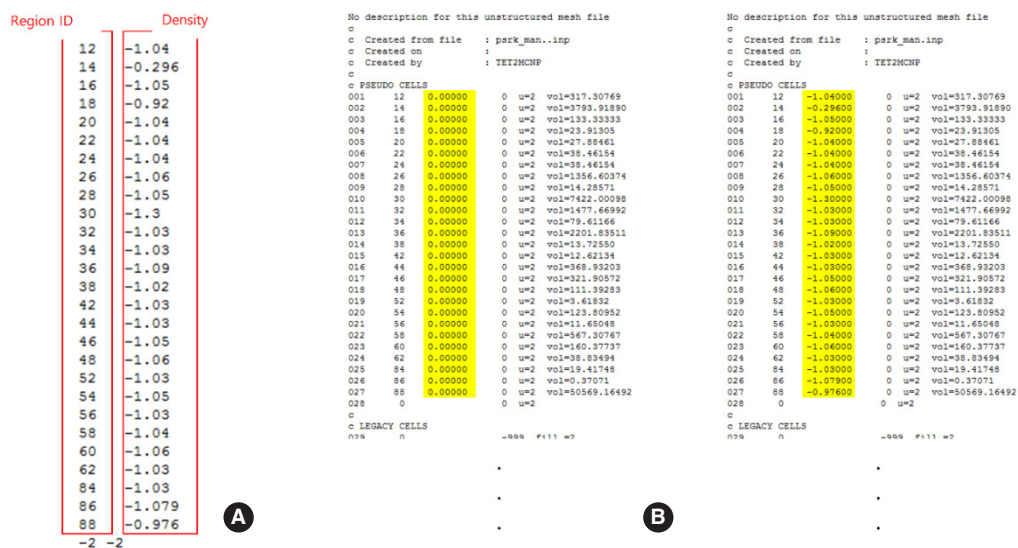 Region ID Density
12 -1.04
14 -0.296
16 -1.05
18 -0.92
20 -1.04
22 -1.04
24 -1.04
26 -1.06
28 -1.05
30 -1.3
32 -1.03
34 -1.03
36 -1.09
38 -1.02
42 -1.03
44 -1.03
46 -1.05
48 -1.06
52 -1.03
54 -1.05
56 -1.03
58 -1.04
60 -1.06
62 -1.03
84 -1.03
86 -1.079
88 -0.976
-2 -2
A
No description for this unstructured mesh file
c
c Created from file : psrk_man..inp
c Created on :
c Created by : TET2MCNP
c
c PSEUDO CELLS
001 12 0.00000 0 u=2 vol=317.30769
002 14 0.00000 0 u=2 vol=3793.91890
003 16 0.00000 0 u=2 vol=133.33333
004 18 0.00000 0 u=2 vol=23.91305
005 20 0.00000 0 u=2 vol=27.88461
006 22 0.00000 0 u=2 vol=38.46154
007 24 0.00000 0 u=2 vol=38.46154
008 26 0.00000 0 u=2 vol=1356.60374
009 28 0.00000 0 u=2 vol=14.28571
010 30 0.00000 0 u=2 vol=7422.00098
011 32 0.00000 0 u=2 vol=1477.66992
012 34 0.00000 0 u=2 vol=79.61166
013 36 0.00000 0 u=2 vol=2201.83511
014 38 0.00000 0 u=2 vol=13.72550
015 42 0.00000 0 u=2 vol=12.62134
016 44 0.00000 0 u=2 vol=368.93203
017 46 0.00000 0 u=2 vol=321.90572
018 48 0.00000 0 u=2 vol=111.39283
019 52 0.00000 0 u=2 vol=3.61832
020 54 0.00000 0 u=2 vol=123.80952
021 56 0.00000 0 u=2 vol=11.65048
022 58 0.00000 0 u=2 vol=567.30767
023 60 0.00000 0 u=2 vol=160.37737
024 62 0.00000 0 u=2 vol=38.83494
025 84 0.00000 0 u=2 vol=19.41748
026 86 0.00000 0 u=2 vol=0.37071
027 88 0.00000 0 u=2 vol=50569.16492
028 0 0 u=2
c
c LEGACY CELLS
029 0 -999 fill =2
.
.
.
B
No description for this unstructured mesh file
c
c Created from file : psrk_man.inp
c Created on :
c Created by : TET2MCNP
c
c PSEUDO CELLS
001 12 -1.04000 0 u=2 vol=317.30769
002 14 -0.29600 0 u=2 vol=3793.91890
003 16 -1.05000 0 u=2 vol=133.33333
004 18 -0.92000 0 u=2 vol=23.91305
005 20 -1.04000 0 u=2 vol=27.88461
006 22 -1.04000 0 u=2 vol=38.46154
007 24 -1.04000 0 u=2 vol=38.46154
008 26 -1.06000 0 u=2 vol=1356.60374
009 28 -1.05000 0 u=2 vol=14.28571
010 30 -1.30000 0 u=2 vol=7422.00098
011 32 -1.03000 0 u=2 vol=1477.66992
012 34 -1.03000 0 u=2 vol=79.61166
013 36 -1.09000 0 u=2 vol=2201.83511
014 38 -1.02000 0 u=2 vol=13.72550
015 42 -1.03000 0 u=2 vol=12.62134
016 44 -1.03000 0 u=2 vol=368.93203
017 46 -1.05000 0 u=2 vol=321.90572
018 48 -1.06000 0 u=2 vol=111.39283
019 52 -1.03000 0 u=2 vol=3.61832
020 54 -1.05000 0 u=2 vol=123.80952
021 56 -1.03000 0 u=2 vol=11.65048
022 58 -1.04000 0 u=2 vol=567.30767
023 60 -1.06000 0 u=2 vol=160.37737
024 62 -1.03000 0 u=2 vol=38.83494
025 84 -1.03000 0 u=2 vol=19.41748
026 86 -1.07900 0 u=2 vol=0.37071
027 88 -0.97600 0 u=2 vol=50569.16492
028 0 0 u=2
c
c LEGACY CELLS
029 0 -999 fill =2
.
.
.